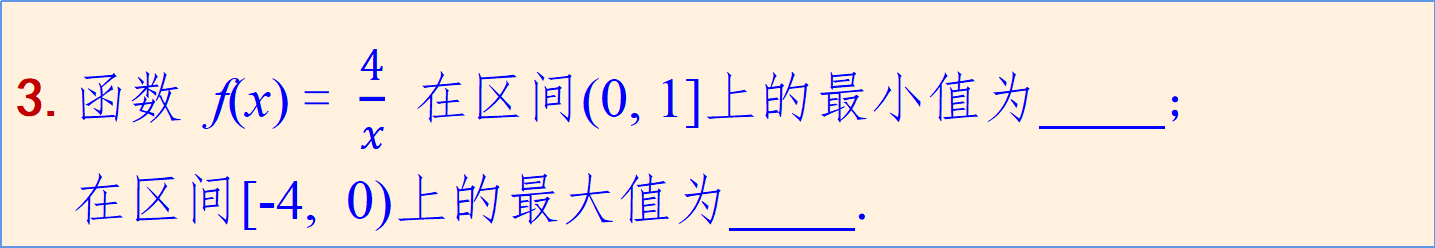 3. 函数 f(x) = 4/x 在区间(0, 1]上的最小值为_____;
在区间[-4, 0)上的最大值为_____.